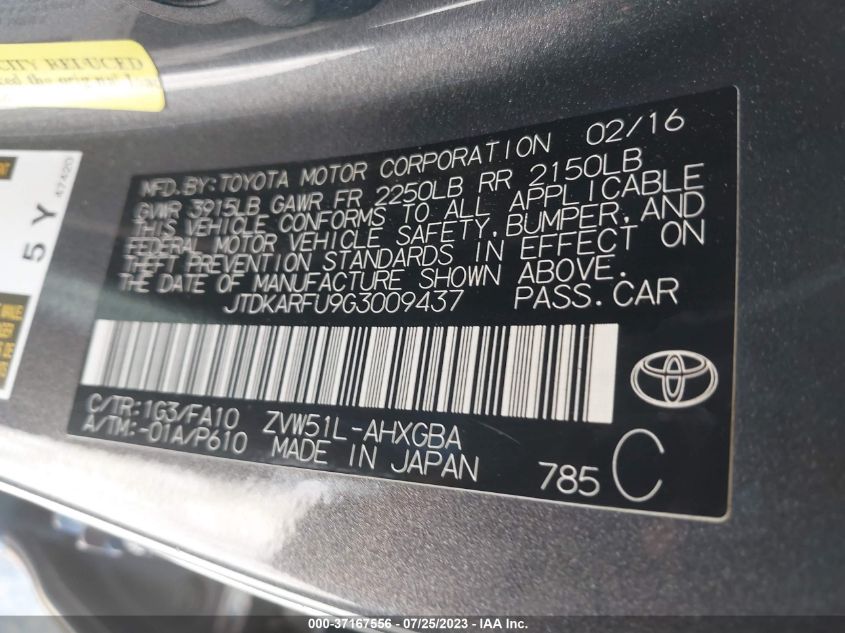 CITY REDUCED
5 Y
47420
MFD. BY: TOYOTA MOTOR CORPORATION 02/16
GVWR 3915LB GAWR FR 2250LB RR 2150LB
THIS VEHICLE CONFORMS TO ALL APPLICABLE
FEDERAL MOTOR VEHICLE SAFETY, BUMPER, AND
THEFT PREVENTION STANDARDS IN EFFECT ON
THE DATE OF MANUFACTURE SHOWN ABOVE.
JTDKARFU9G3009437 PASS. CAR
C/TR: 1G3/FA10 ZVW51L-AHXGBA
A/TM: -01A/P610 MADE IN JAPAN
785 C
000-37167556 - 07/25/2023 - IAA Inc.